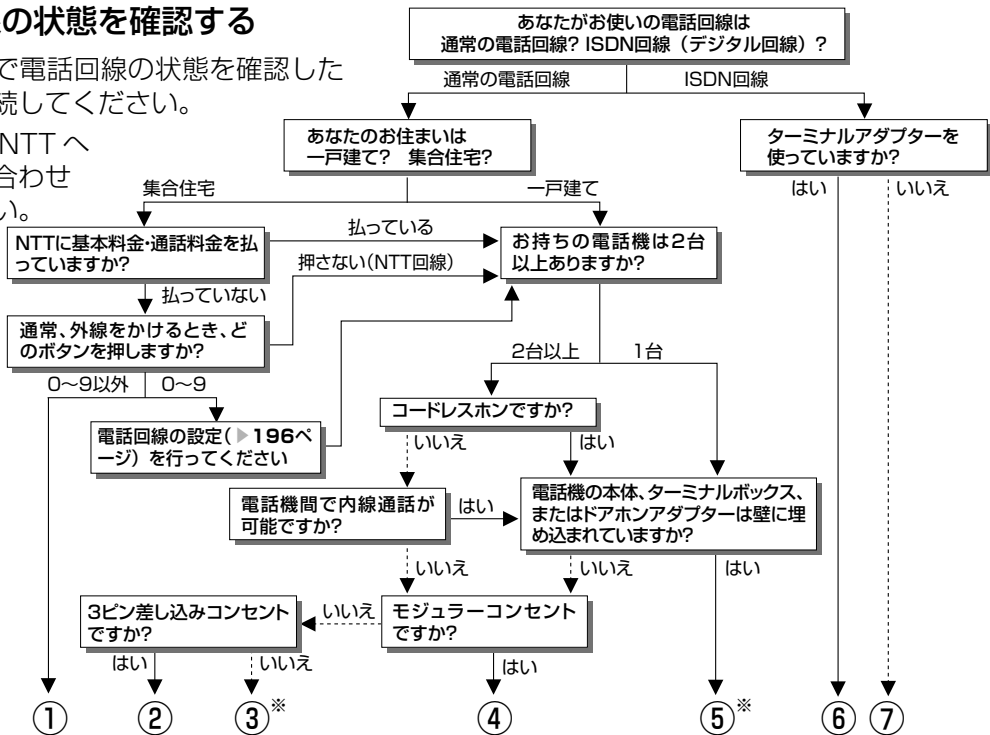 の状態を確認する
で電話回線の状態を確認した
続してください。
NTT へ
合わせ
い。
あなたがお使いの電話回線は
通常の電話回線? ISDN回線（デジタル回線）?
通常の電話回線
ISDN回線
あなたのお住まいは
一戸建て? 集合住宅?
ターミナルアダプターを
使っていますか?
集合住宅
一戸建て
はい
いいえ
NTTに基本料金・通話料金を払
っていますか?
払っている
お持ちの電話機は2台
以上ありますか?
押さない(NTT回線)
払っていない
通常、外線をかけるとき、ど
のボタンを押しますか?
2台以上
1台
0〜9以外
0〜9
コードレスホンですか?
電話回線の設定(▶196ペ
ージ）を行ってください
いいえ
はい
電話機間で内線通話が
可能ですか?
はい
電話機の本体、ターミナルボックス、
またはドアホンアダプターは壁に埋
め込まれていますか?
いいえ
いいえ
はい
3ピン差し込みコンセント
ですか?
いいえ
モジュラーコンセント
ですか?
はい
いいえ
はい
①
②
③※
④
⑤※
⑥
⑦